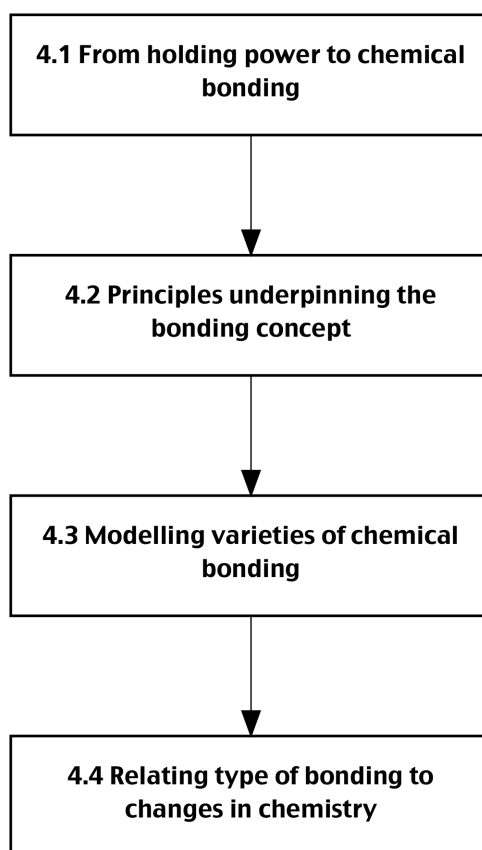 4.1 From holding power to chemical
bonding
4.2 Principles underpinning the
bonding concept
4.3 Modelling varieties of chemical
bonding
4.4 Relating type of bonding to
changes in chemistry